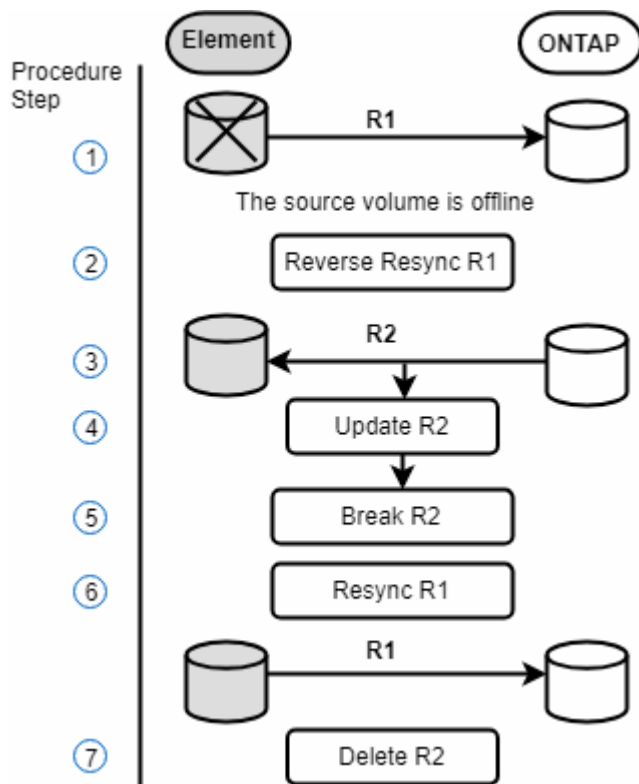 Element
ONTAP
Procedure
Step
R1
1
The source volume is offline
2
Reverse Resync R1
R2
3
4
Update R2
5
Break R2
6
Resync R1
R1
7
Delete R2